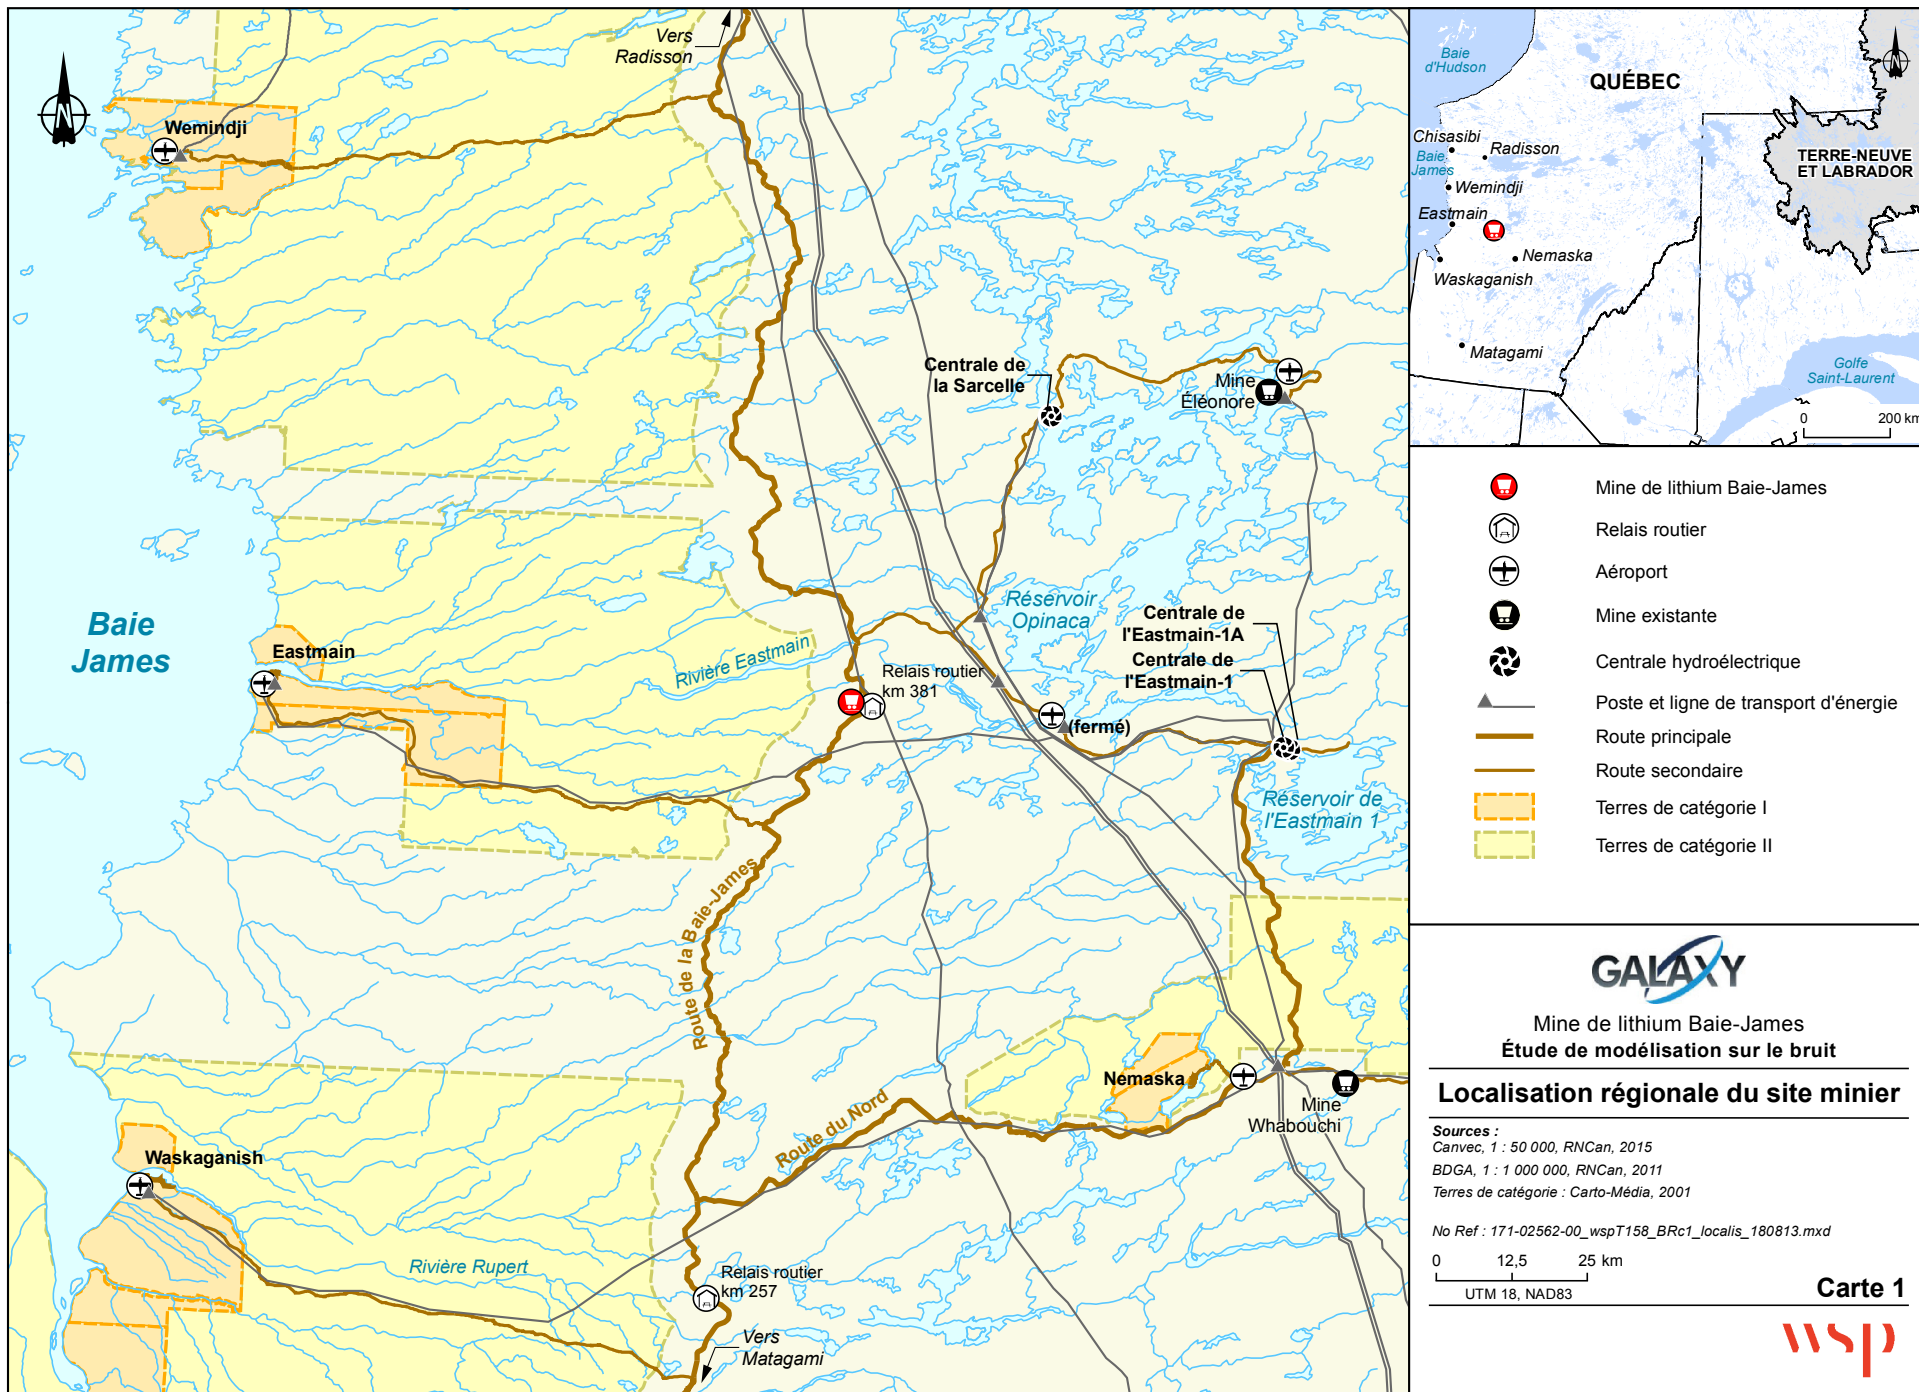 Vers
Radisson
N
Wemindji
Centrale de
la Sarcelle
Mine
Éléonore
Baie
James
Réservoir
Opinaca
Centrale de
l'Eastmain-1A
Centrale de
l'Eastmain-1
Eastmain
Rivière Eastmain
Relais routier
km 381
(fermé)
Réservoir de
l'Eastmain 1
Route de la Baie-James
Nemaska
Mine
Whabouchi
Route du Nord
Waskaganish
Rivière Rupert
Relais routier
km 257
Vers
Matagami
Baie
d'Hudson
QUÉBEC
N
Chisasibi
Baie
James
Radisson
TERRE-NEUVE
ET LABRADOR
Wemindji
Eastmain
Nemaska
Waskaganish
Matagami
Golfe
Saint-Laurent
0 200 km
Mine de lithium Baie-James
Relais routier
Aéroport
Mine existante
Centrale hydroélectrique
Poste et ligne de transport d'énergie
Route principale
Route secondaire
Terres de catégorie I
Terres de catégorie II
GALAXY
Mine de lithium Baie-James
Étude de modélisation sur le bruit
Localisation régionale du site minier
Sources :
Canvec, 1 : 50 000, RNCan, 2015
BDGA, 1 : 1 000 000, RNCan, 2011
Terres de catégorie : Carto-Média, 2001
No Ref : 171-02562-00_wspT158_BRc1_localis_180813.mxd
0 12,5 25 km
UTM 18, NAD83
Carte 1
wsp